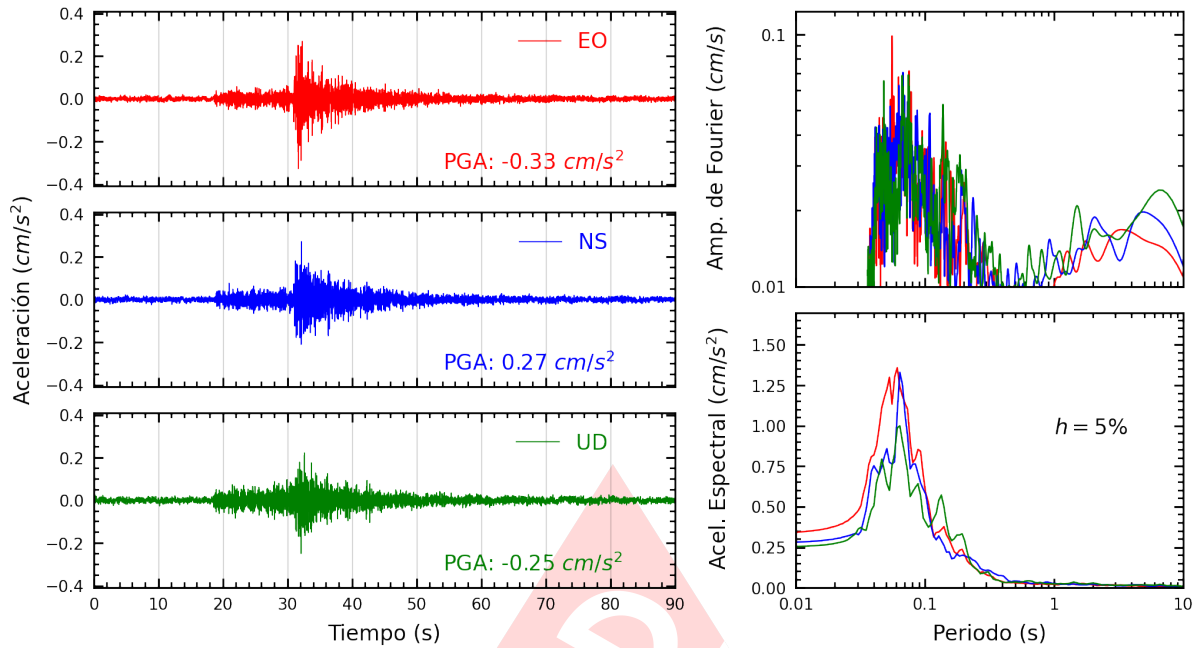 Aceleración (cm/s²)
0.4
0.2
0.0
−0.2
−0.4
EO
PGA: -0.33 cm/s²
0.4
0.2
0.0
−0.2
−0.4
NS
PGA: 0.27 cm/s²
0.4
0.2
0.0
−0.2
−0.4
UD
PGA: -0.25 cm/s²
0 10 20 30 40 50 60 70 80 90
Tiempo (s)
Amp. de Fourier (cm/s)
0.1
0.01
Acel. Espectral (cm/s²)
1.50
1.25
1.00
0.75
0.50
0.25
0.00
h = 5%
0.01 0.1 1 10
Periodo (s)